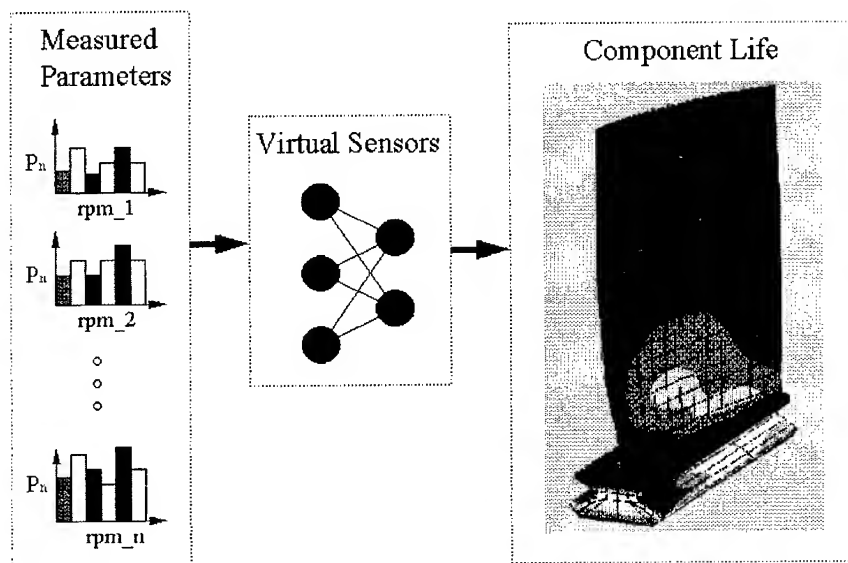 Measured
Parameters
Pn
rpm_1
Pn
rpm_2
Pn
rpm_n
Virtual Sensors
Component Life